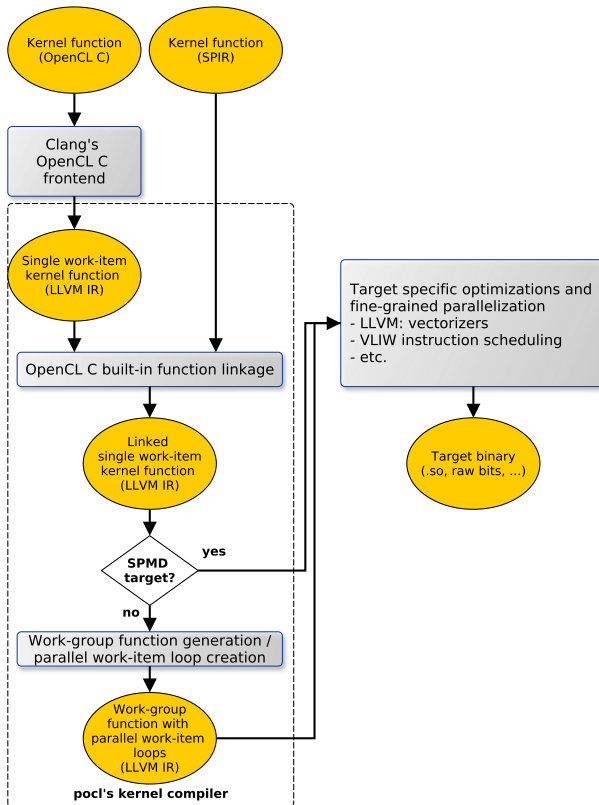 Kernel function
(OpenCL C)
Kernel function
(SPIR)
Clang's
OpenCL C
frontend
Single work-item
kernel function
(LLVM IR)
OpenCL C built-in function linkage
Linked
single work-item
kernel function
(LLVM IR)
SPMD
target?
yes
no
Work-group function generation /
parallel work-item loop creation
Work-group
function with
parallel work-item
loops
(LLVM IR)
pocl's kernel compiler
Target specific optimizations and
fine-grained parallelization
- LLVM: vectorizers
- VLIW instruction scheduling
- etc.
Target binary
(.so, raw bits, ...)